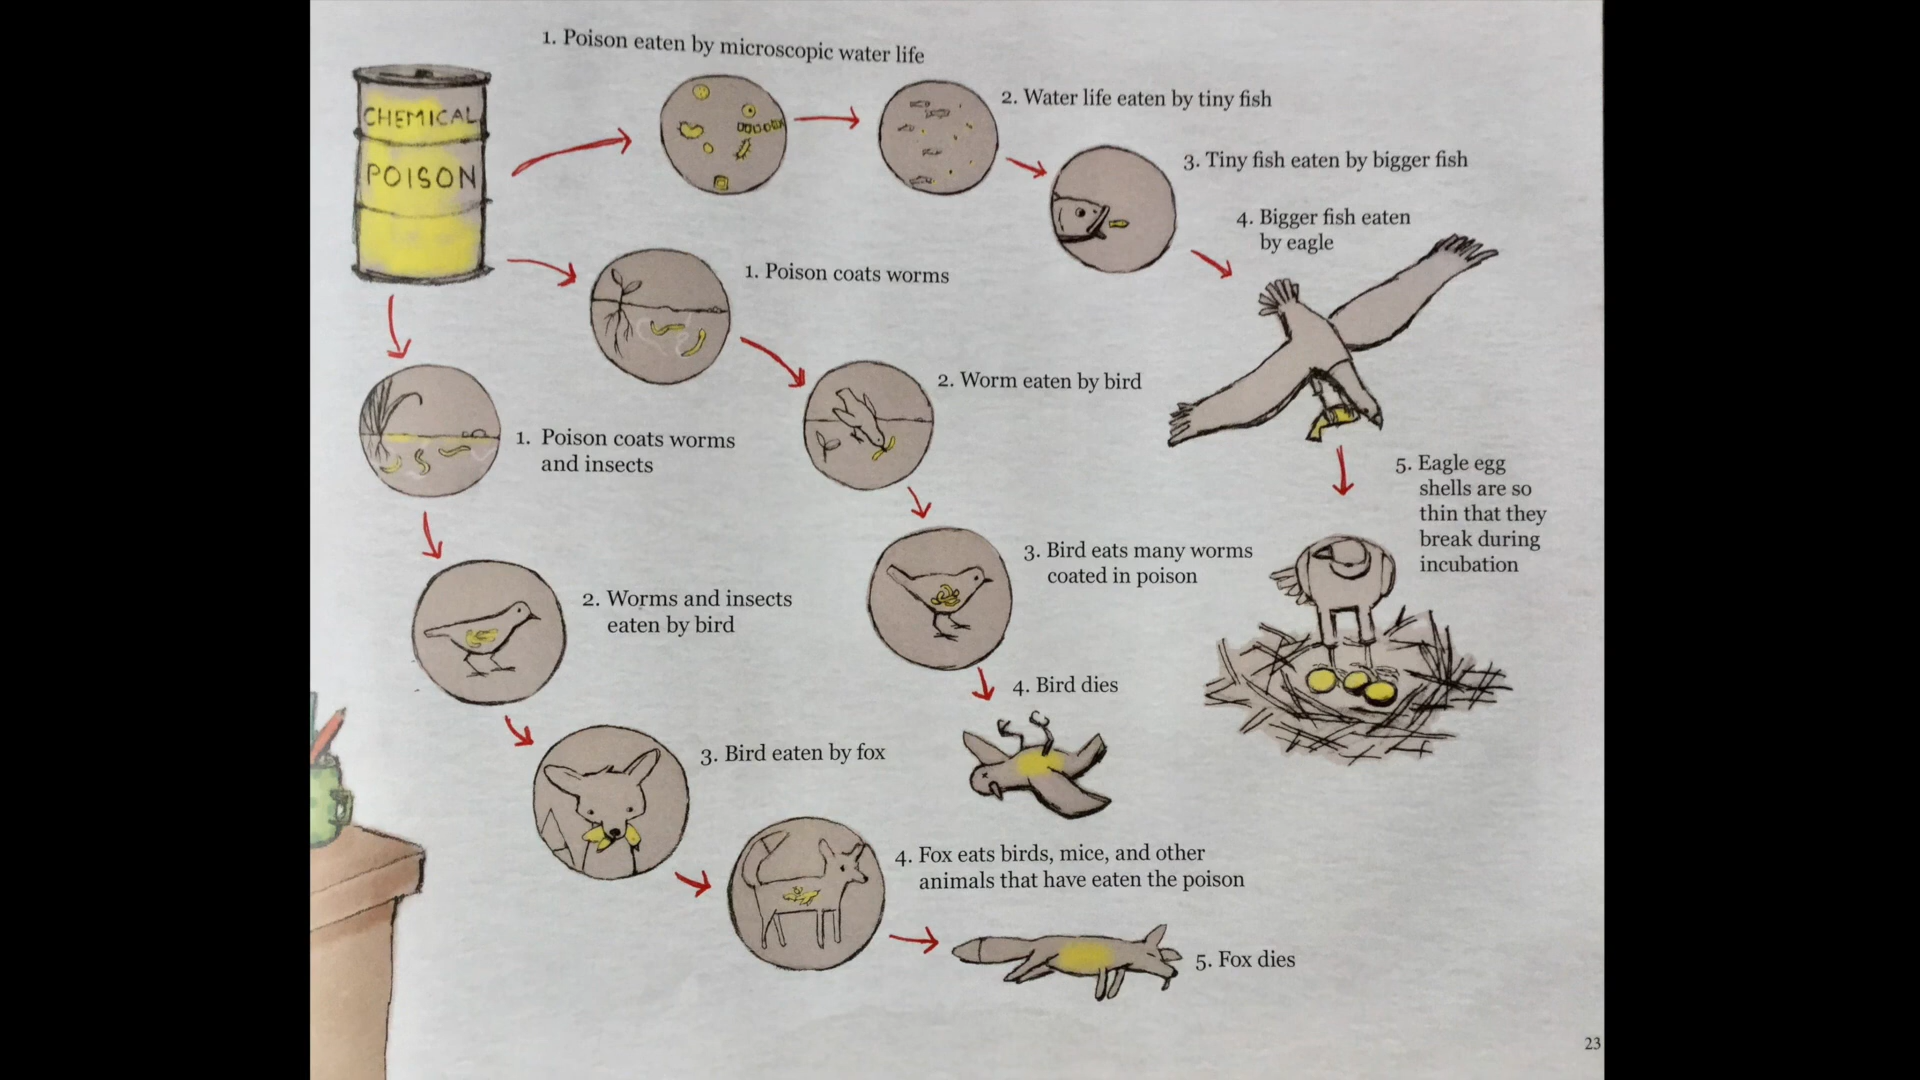 CHEMICAL
POISON
1. Poison eaten by microscopic water life
2. Water life eaten by tiny fish
3. Tiny fish eaten by bigger fish
4. Bigger fish eaten
by eagle
5. Eagle egg
shells are so
thin that they
break during
incubation
1. Poison coats worms
2. Worm eaten by bird
3. Bird eats many worms
coated in poison
4. Bird dies
1. Poison coats worms
and insects
2. Worms and insects
eaten by bird
3. Bird eaten by fox
4. Fox eats birds, mice, and other
animals that have eaten the poison
5. Fox dies
23